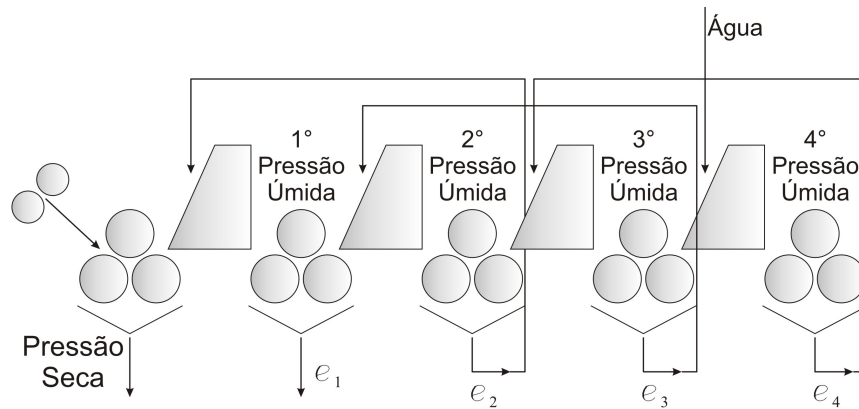 Água
1°
Pressão
Úmida
2°
Pressão
Úmida
3°
Pressão
Úmida
4°
Pressão
Úmida
Pressão
Seca
e1
e2
e3
e4